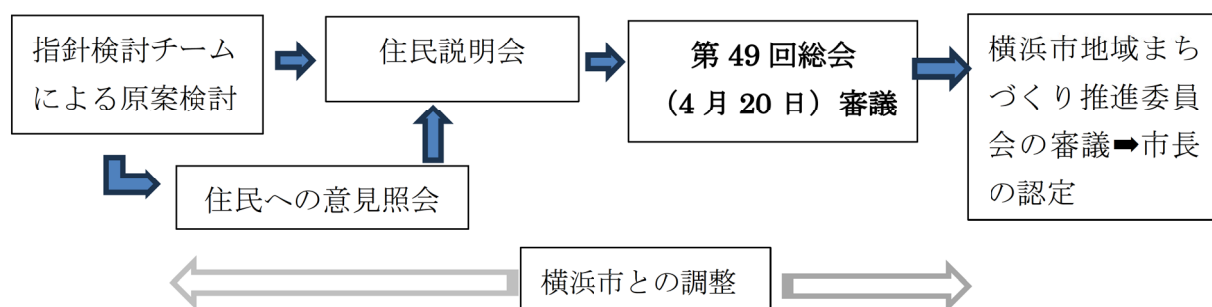 指針検討チーム
による原案検討
住民説明会
第 49 回総会
（4 月 20 日）審議
横浜市地域まち
づくり推進委員
会の審議➡市長
の認定
住民への意見照会
横浜市との調整